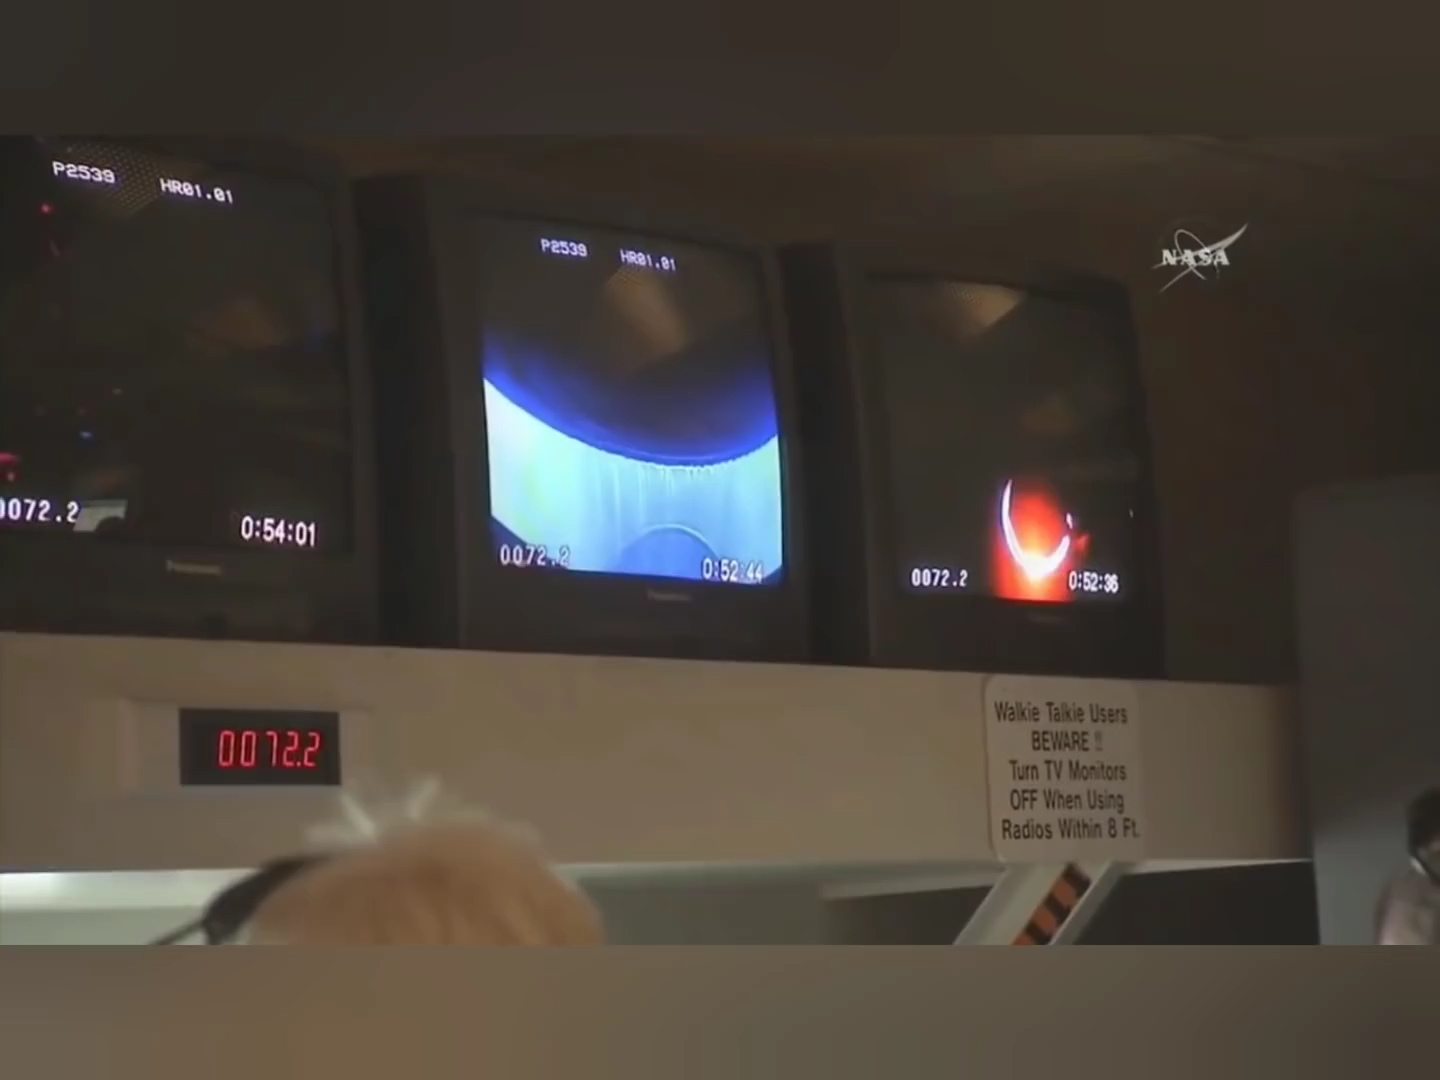 P2539 HR01.01
0072.2 0:54:01
P2539 HR01.01
0072.2 0:52:44
NASA
0072.2 0:52:36
0072.2
Walkie Talkie Users
BEWARE !!
Turn TV Monitors
OFF When Using
Radios Within 8 Ft.